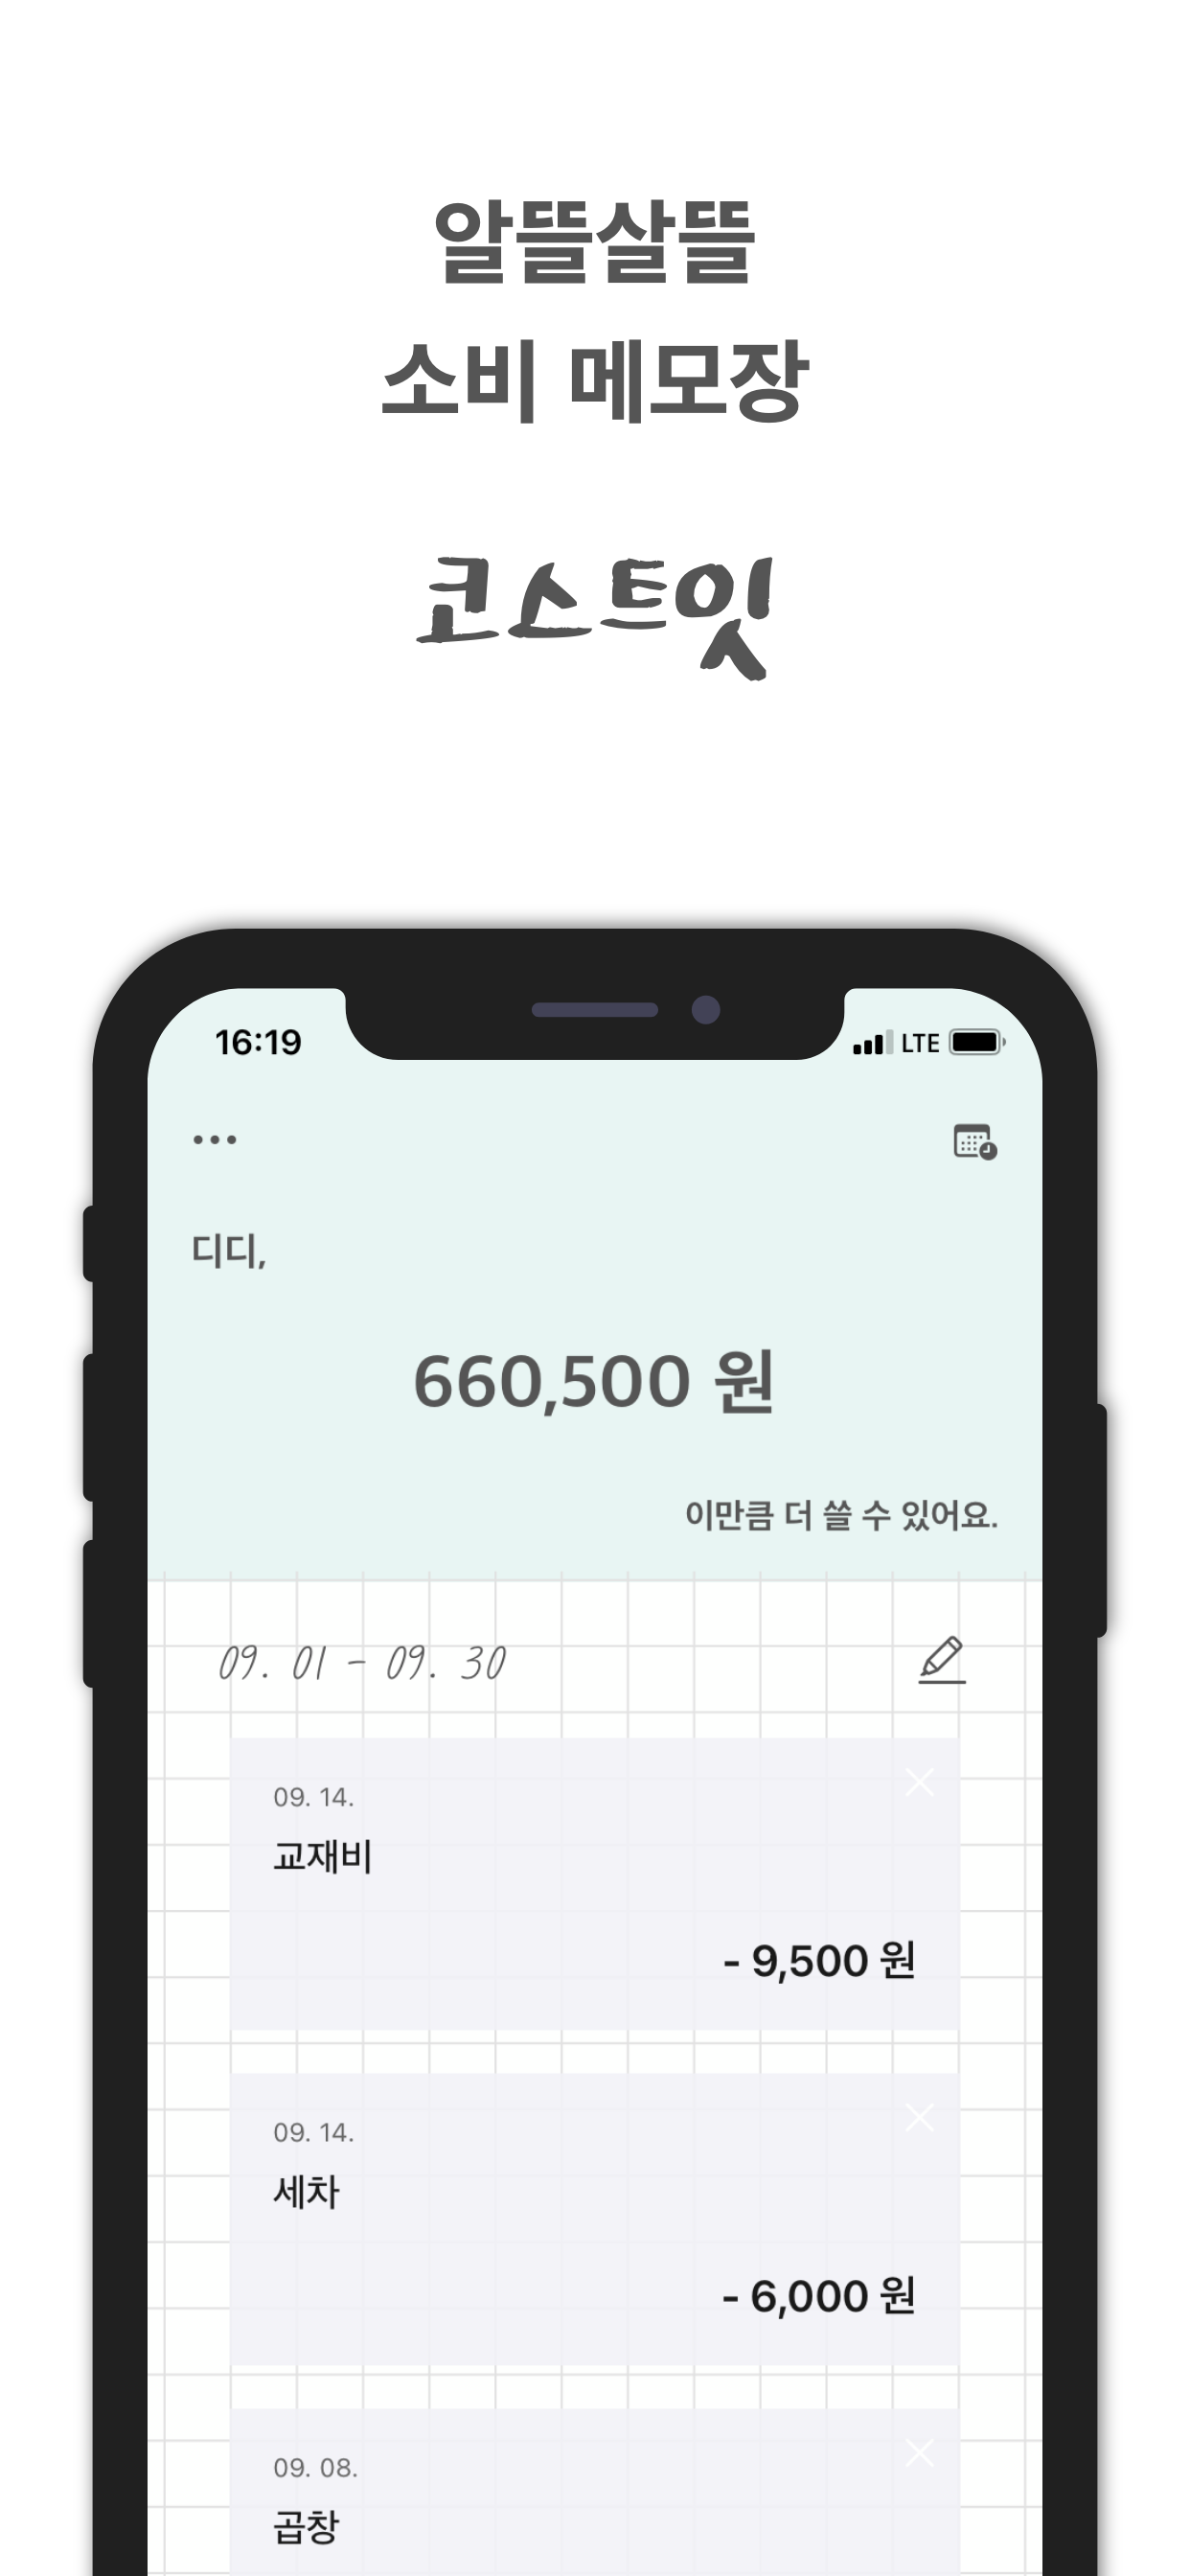 알뜰살뜰
소비 메모장
코스트잇
16:19
LTE
디디,
660,500 원
이만큼 더 쓸 수 있어요.
09. 01 - 09. 30
09. 14.
교재비
- 9,500 원
09. 14.
세차
- 6,000 원
09. 08.
곱창